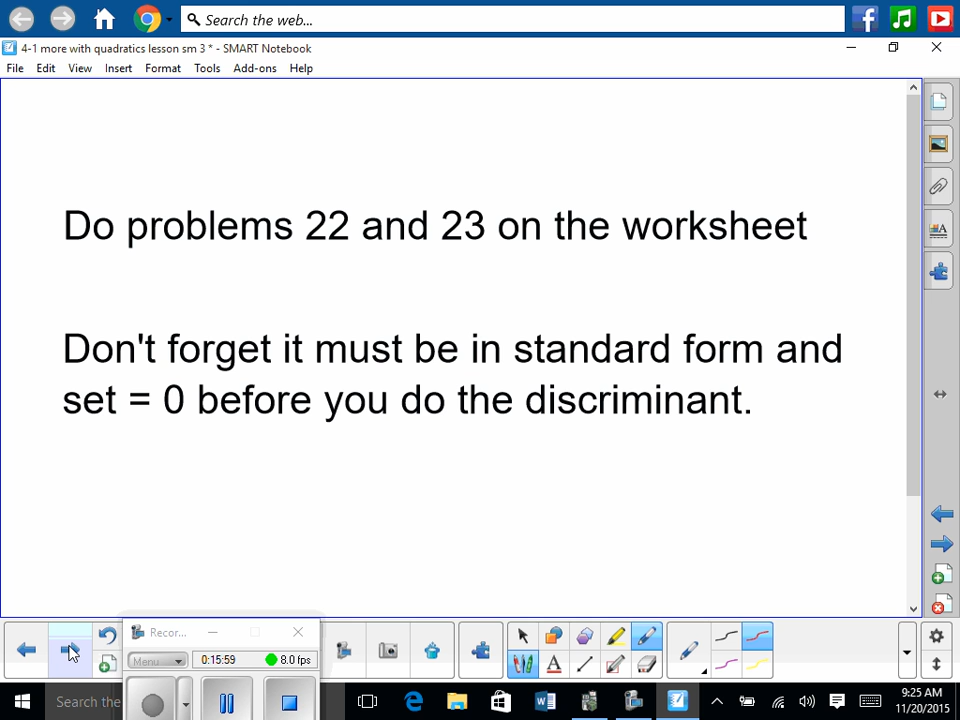 Search the web...
4-1 more with quadratics lesson sm 3 * - SMART Notebook
File Edit View Insert Format Tools Add-ons Help
Do problems 22 and 23 on the worksheet
Don't forget it must be in standard form and
set = 0 before you do the discriminant.
Recor...
Menu 0:15:59 8.0 fps
Search the
9:25 AM
11/20/2015